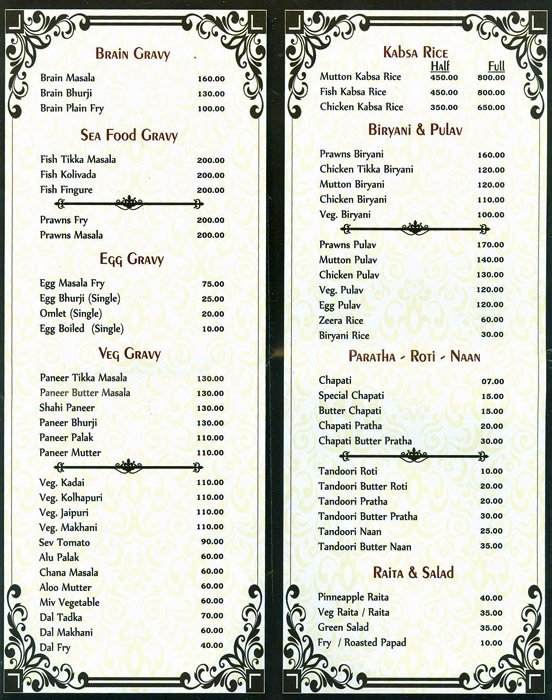 Brain Gravy
Brain Masala 160.00
Brain Bhurji 130.00
Brain Plain Fry 100.00
Sea Food Gravy
Fish Tikka Masala 200.00
Fish Kolivada 200.00
Fish Fingure 200.00
Prawns Fry 200.00
Prawns Masala 200.00
Egg Gravy
Egg Masala Fry 75.00
Egg Bhurji (Single) 25.00
Omlet (Single) 20.00
Egg Boiled (Single) 10.00
Veg Gravy
Paneer Tikka Masala 130.00
Paneer Butter Masala 130.00
Shahi Paneer 130.00
Paneer Bhurji 130.00
Paneer Palak 110.00
Paneer Mutter 110.00
Veg. Kadai 110.00
Veg. Kolhapuri 110.00
Veg. Jaipuri 110.00
Veg. Makhani 110.00
Sev Tomato 90.00
Alu Palak 60.00
Chana Masala 60.00
Aloo Mutter 60.00
Miv Vegetable 60.00
Dal Tadka 70.00
Dal Makhani 60.00
Dal Fry 40.00
Kabsa Rice
Half Full
Mutton Kabsa Rice 450.00 800.00
Fish Kabsa Rice 450.00 800.00
Chicken Kabsa Rice 350.00 650.00
Biryani & Pulav
Prawns Biryani 160.00
Chicken Tikka Biryani 120.00
Mutton Biryani 120.00
Chicken Biryani 110.00
Veg. Biryani 100.00
Prawns Pulav 170.00
Mutton Pulav 140.00
Chicken Pulav 130.00
Veg. Pulav 120.00
Egg Pulav 120.00
Zeera Rice 60.00
Biryani Rice 30.00
Paratha - Roti - Naan
Chapati 07.00
Special Chapati 15.00
Butter Chapati 15.00
Chapati Pratha 20.00
Chapati Butter Pratha 30.00
Tandoori Roti 10.00
Tandoori Butter Roti 20.00
Tandoori Pratha 20.00
Tandoori Butter Pratha 30.00
Tandoori Naan 25.00
Tandoori Butter Naan 35.00
Raita & Salad
Pinneapple Raita 40.00
Veg Raita / Raita 35.00
Green Salad 35.00
Fry / Roasted Papad 10.00